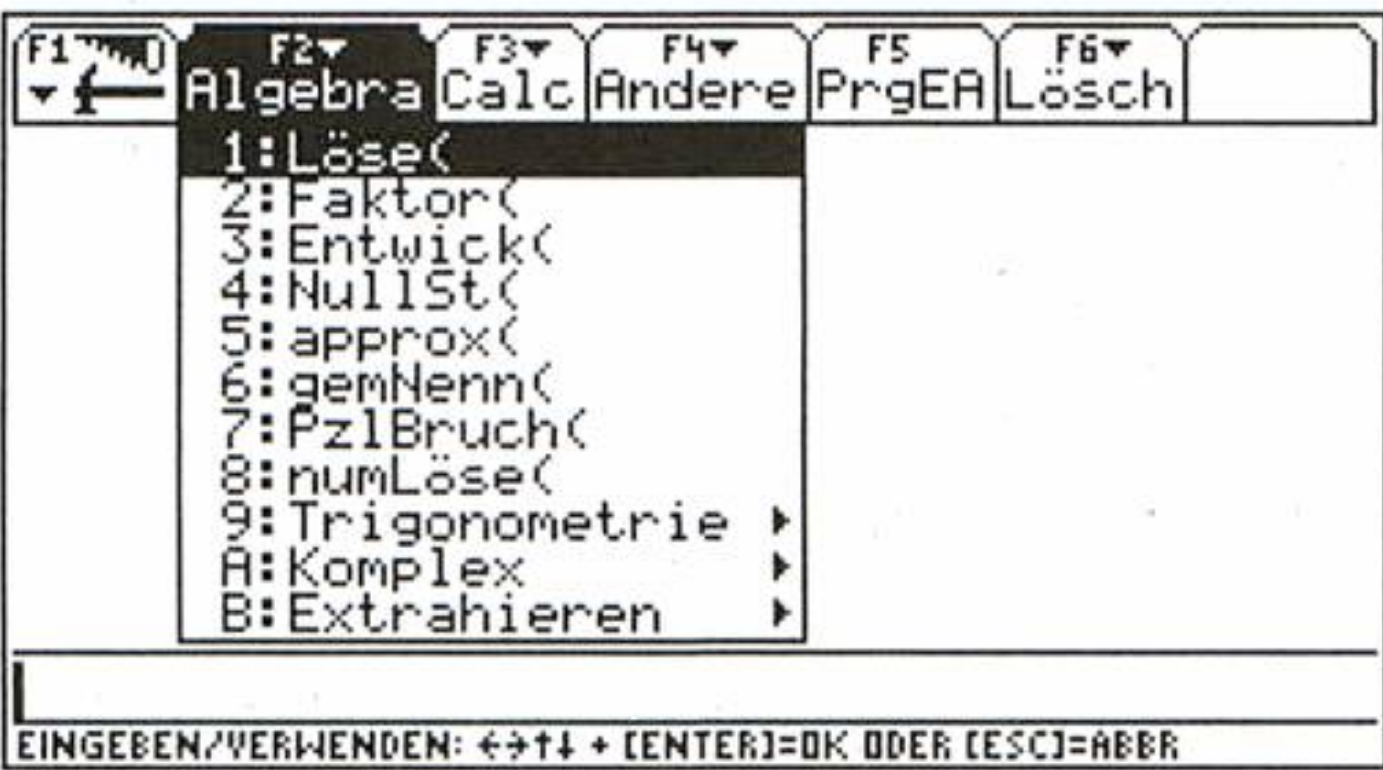 F1 F2 F3 F4 F5 F6
Algebra Calc Andere PrgEA Lösch
1:Löse(
2:Faktor(
3:Entwick(
4:NullSt(
5:approx(
6:gemNenn(
7:PzlBruch(
8:numLöse(
9:Trigonometrie ▸
A:Komplex ▸
B:Extrahieren ▸
EINGEBEN/VERWENDEN: ←→↑↓ + [ENTER]=OK ODER [ESC]=ABBR